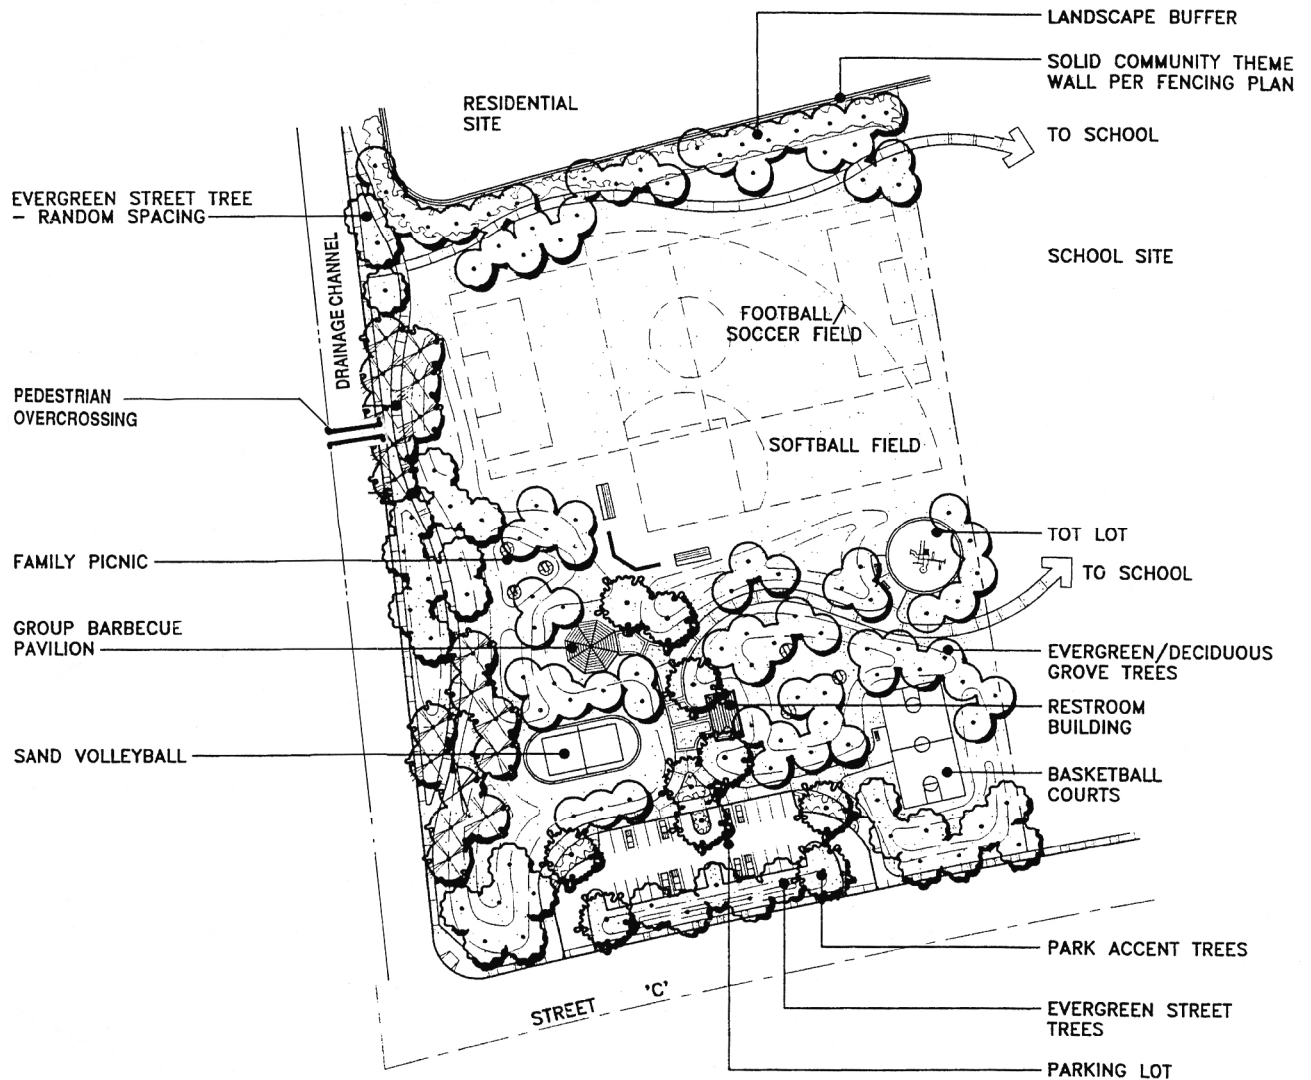 LANDSCAPE BUFFER
SOLID COMMUNITY THEME
WALL PER FENCING PLAN
RESIDENTIAL
SITE
TO SCHOOL
EVERGREEN STREET TREE
- RANDOM SPACING
DRAINAGE CHANNEL
SCHOOL SITE
FOOTBALL/
SOCCER FIELD
PEDESTRIAN
OVERCROSSING
SOFTBALL FIELD
TOT LOT
FAMILY PICNIC
TO SCHOOL
GROUP BARBECUE
PAVILION
EVERGREEN/DECIDUOUS
GROVE TREES
RESTROOM
BUILDING
SAND VOLLEYBALL
BASKETBALL
COURTS
PARK ACCENT TREES
STREET 'C'
EVERGREEN STREET
TREES
PARKING LOT